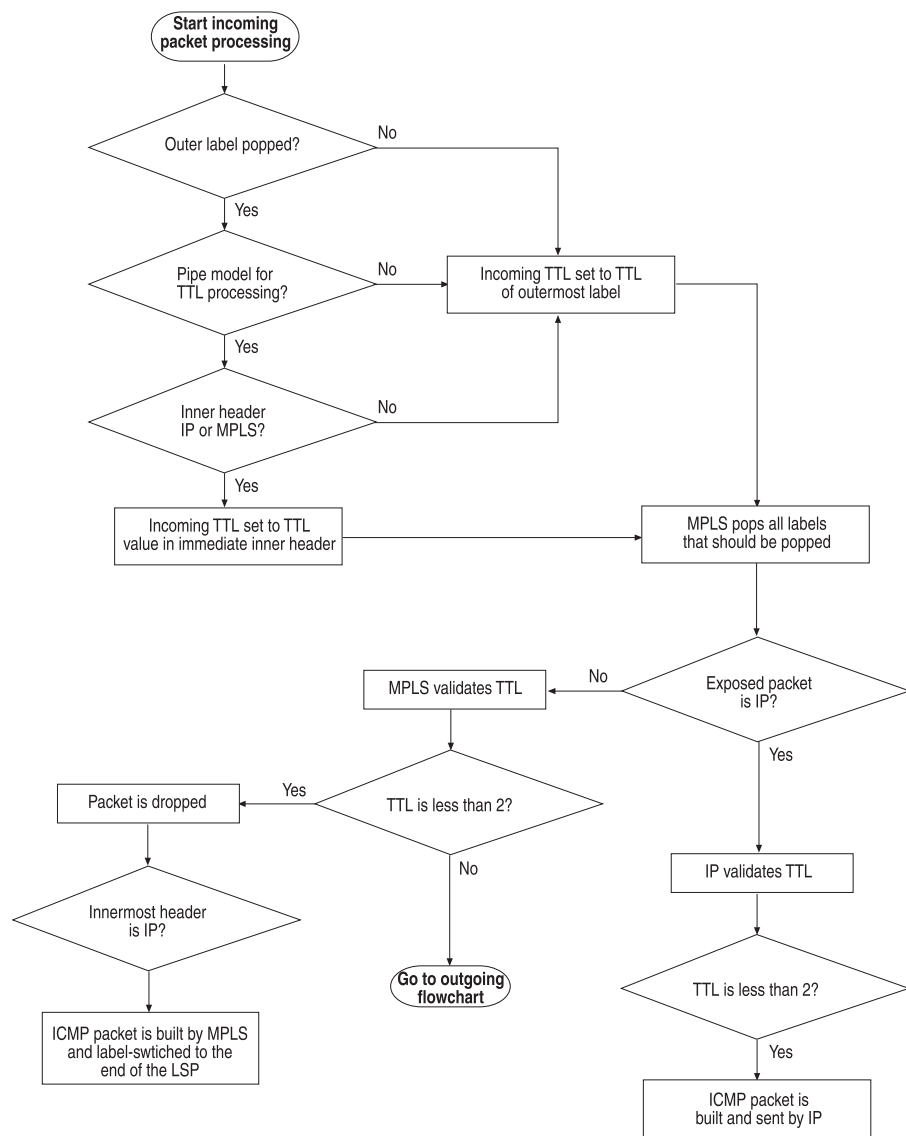 Start incoming
packet processing
Outer label popped?
No
Yes
Pipe model for
TTL processing?
No
Incoming TTL set to TTL
of outermost label
Yes
Inner header
IP or MPLS?
No
Yes
Incoming TTL set to TTL
value in immediate inner header
MPLS pops all labels
that should be popped
Exposed packet
is IP?
No
MPLS validates TTL
Yes
TTL is less than 2?
Yes
Packet is dropped
No
IP validates TTL
Innermost header
is IP?
Go to outgoing
flowchart
TTL is less than 2?
ICMP packet is built by MPLS
and label-swtiched to the
end of the LSP
Yes
ICMP packet is
built and sent by IP